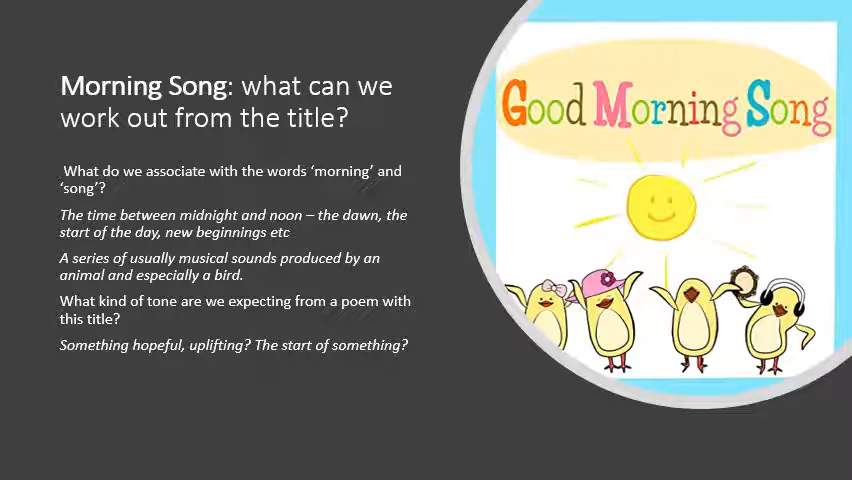 Morning Song: what can we
work out from the title?
What do we associate with the words ‘morning’ and
‘song’?
The time between midnight and noon – the dawn, the
start of the day, new beginnings etc
A series of usually musical sounds produced by an
animal and especially a bird.
What kind of tone are we expecting from a poem with
this title?
Something hopeful, uplifting? The start of something?
Good Morning Song